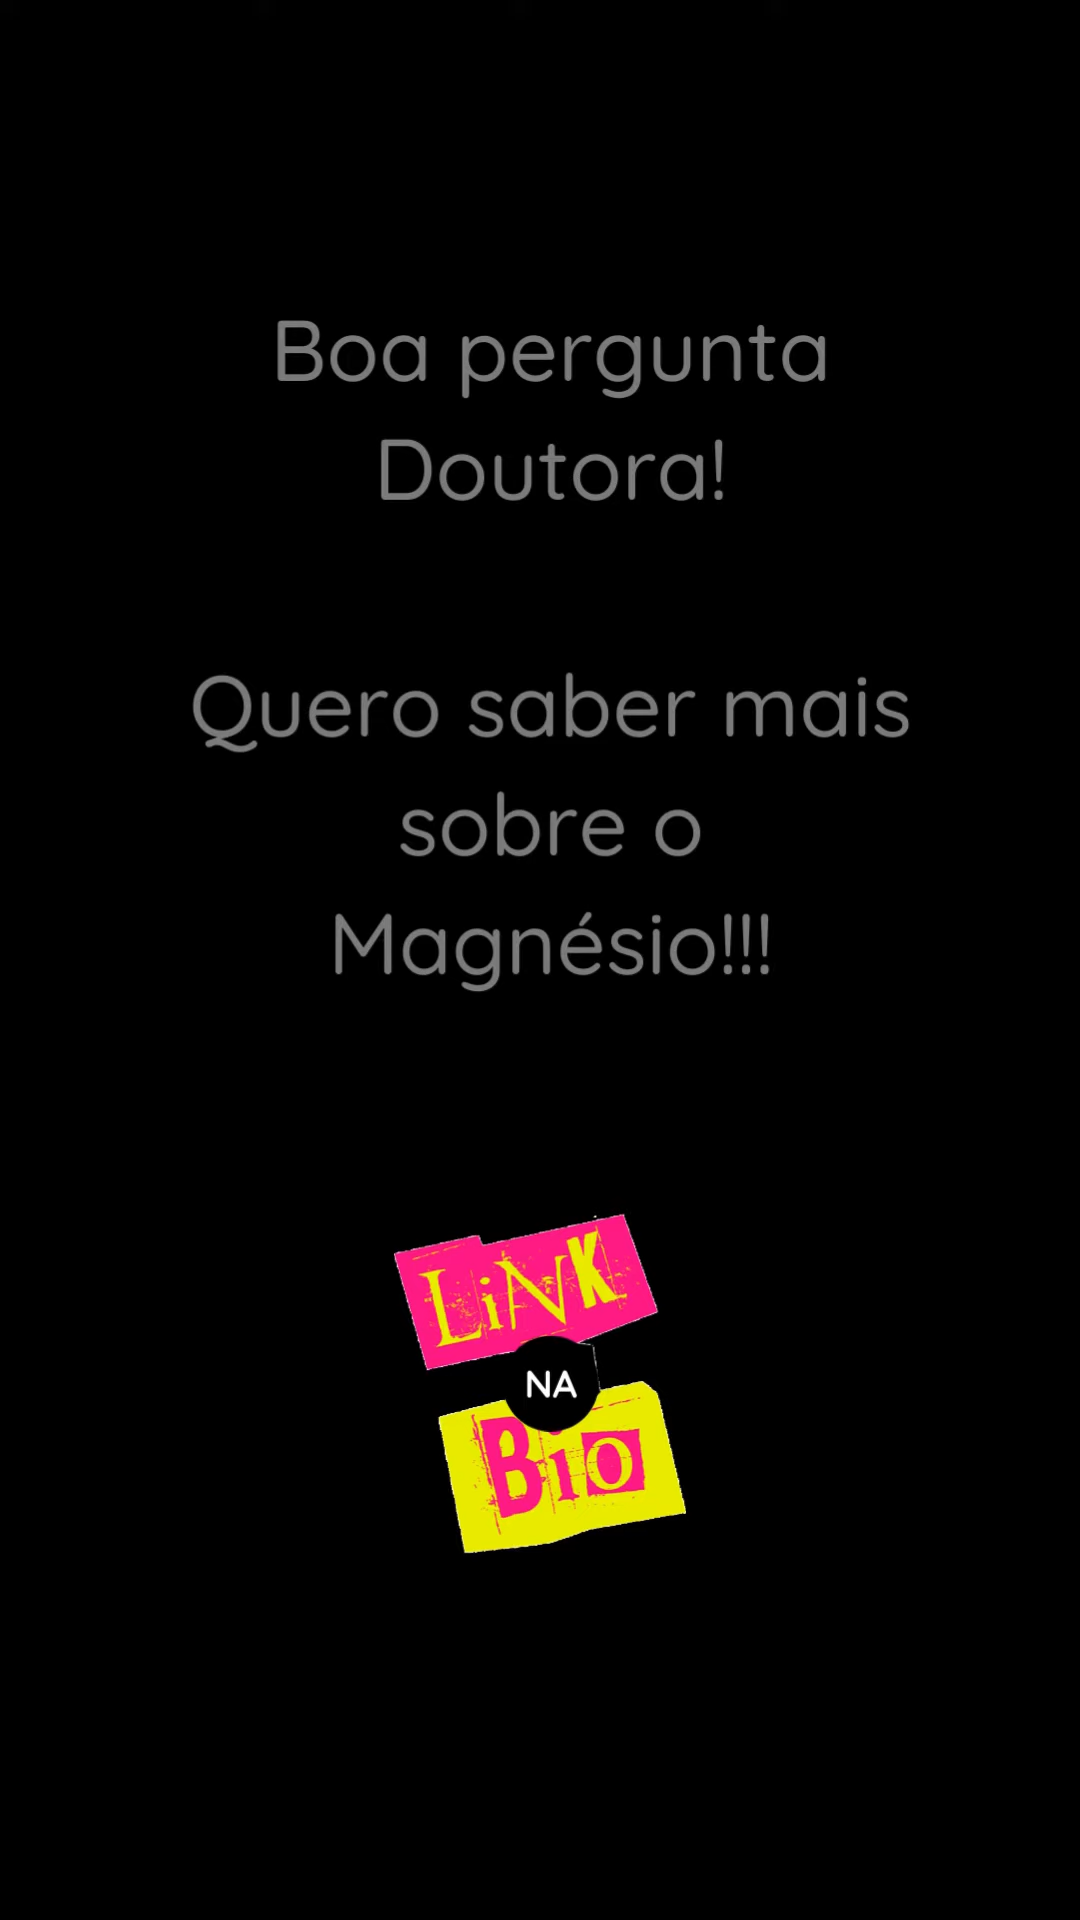 Boa pergunta
Doutora!
Quero saber mais
sobre o
Magnésio!!!
LiNK
NA
Bio